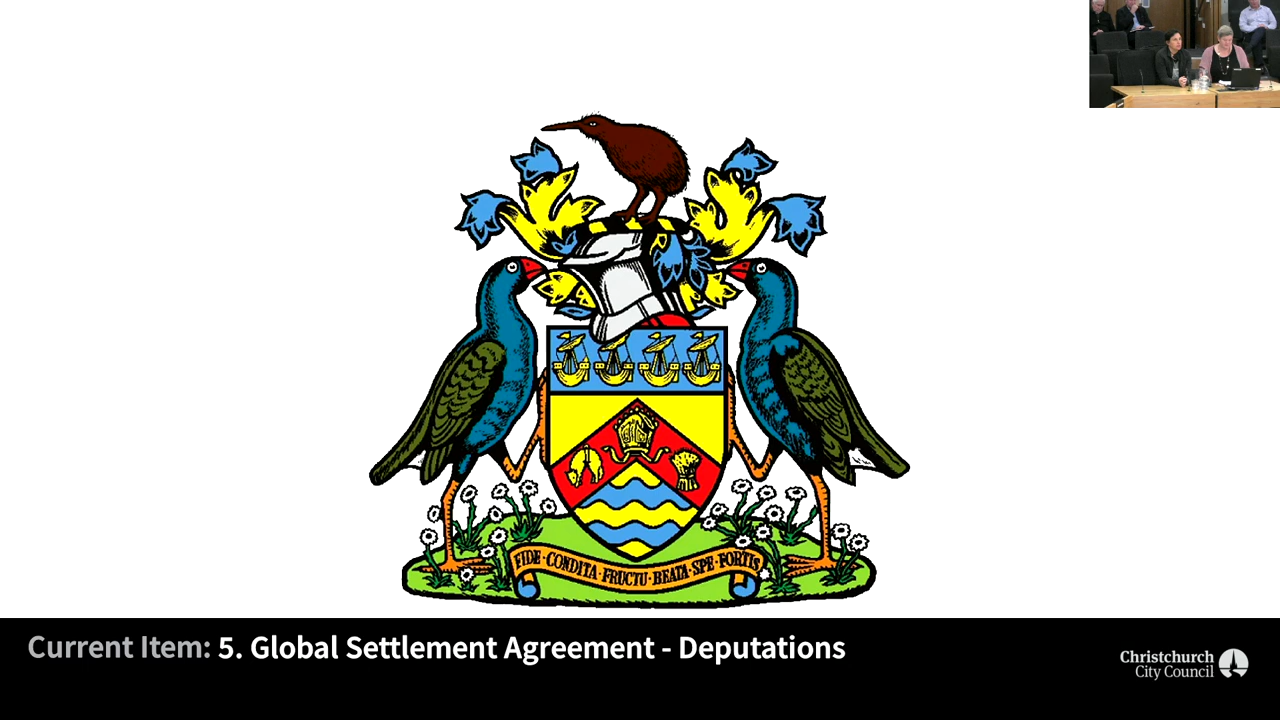 FIDE · CONDITA · FRUCTU · BEATA · SPE · FORTIS
Current Item: 5. Global Settlement Agreement - Deputations
Christchurch
City Council